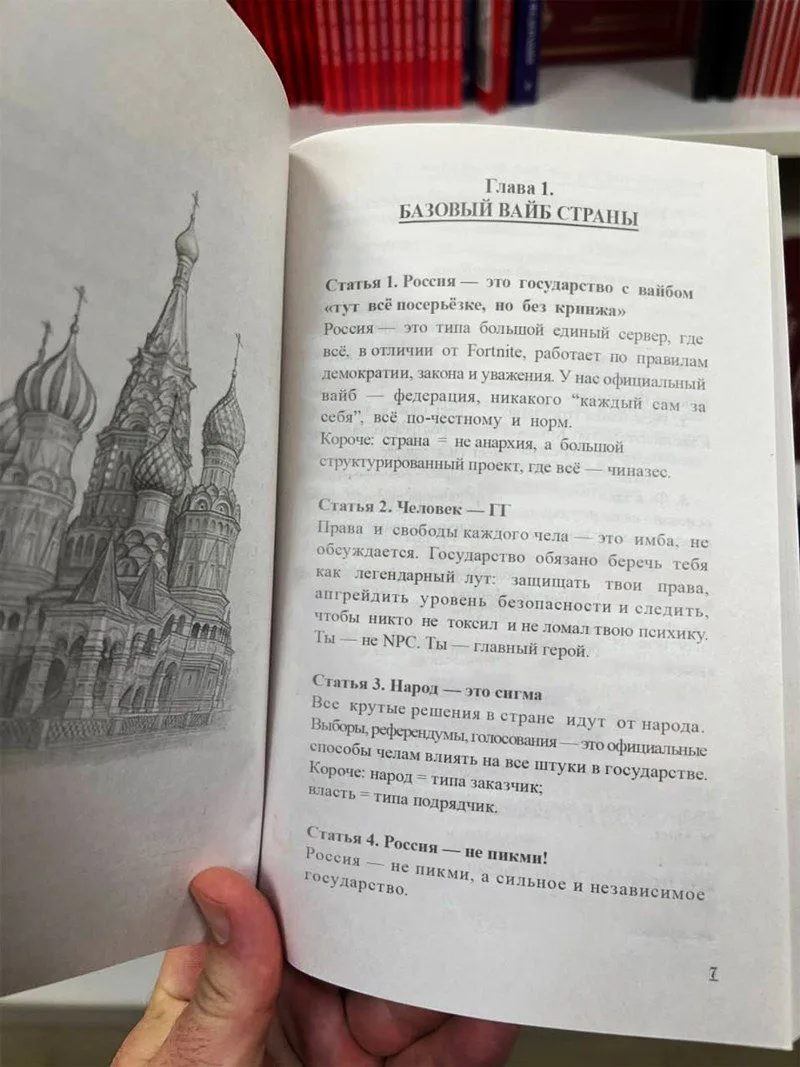 Глава 1.
БАЗОВЫЙ ВАЙБ СТРАНЫ
Статья 1. Россия — это государство с вайбом
«тут всё посерьёзке, но без кринжа»
Россия — это типа большой единый сервер, где
всё, в отличии от Fortnite, работает по правилам
демократии, закона и уважения. У нас официальный
вайб — федерация, никакого “каждый сам за
себя”, всё по-честному и норм.
Короче: страна = не анархия, а большой
структурированный проект, где всё — чиназес.
Статья 2. Человек — ГГ
Права и свободы каждого чела — это имба, не
обсуждается. Государство обязано беречь тебя
как легендарный лут: защищать твои права,
апгрейдить уровень безопасности и следить,
чтобы никто не токсил и не ломал твою психику.
Ты — не NPC. Ты — главный герой.
Статья 3. Народ — это сигма
Все крутые решения в стране идут от народа.
Выборы, референдумы, голосования — это официальные
способы челам влиять на все штуки в государстве.
Короче: народ = типа заказчик;
власть = типа подрядчик.
Статья 4. Россия — не пикми!
Россия — не пикми, а сильное и независимое
государство.
7